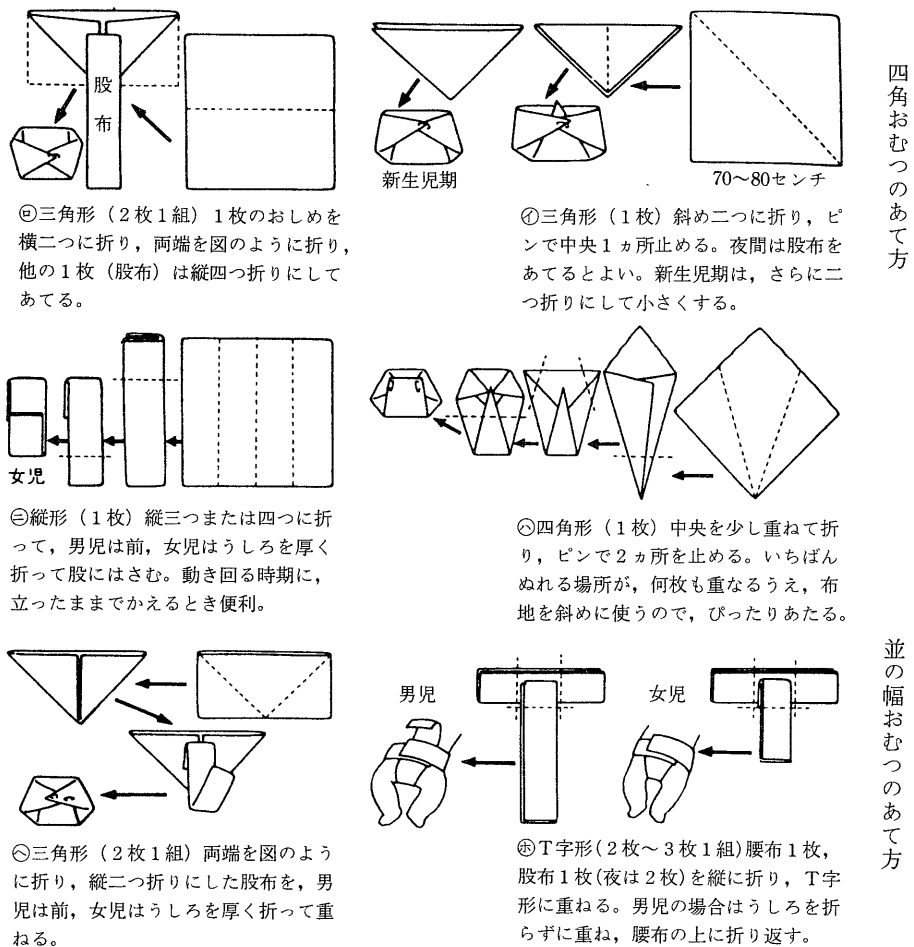 四角おむつのあて方
新生児期
70〜80センチ
㋑三角形（1枚）斜め二つに折り，ピ
ンで中央1ヵ所止める。夜間は股布を
あてるとよい。新生児期は，さらに二
つ折りにして小さくする。
股
布
㋺三角形（2枚1組）1枚のおしめを
横二つに折り，両端を図のように折り，
他の1枚（股布）は縦四つ折りにして
あてる。
㋩四角形（1枚）中央を少し重ねて折
り，ピンで2ヵ所を止める。いちばん
ぬれる場所が，何枚も重なるうえ，布
地を斜めに使うので，ぴったりあたる。
女児
㊁縦形（1枚）縦三つまたは四つに折
って，男児は前，女児はうしろを厚く
折って股にはさむ。動き回る時期に，
立ったままでかえるとき便利。
並の幅おむつのあて方
男児
女児
㋭T字形(2枚〜3枚1組)腰布1枚，
股布1枚(夜は2枚)を縦に折り，T字
形に重ねる。男児の場合はうしろを折
らずに重ね，腰布の上に折り返す。
㋬三角形（2枚1組）両端を図のよう
に折り，縦二つ折りにした股布を，男
児は前，女児はうしろを厚く折って重
ねる。